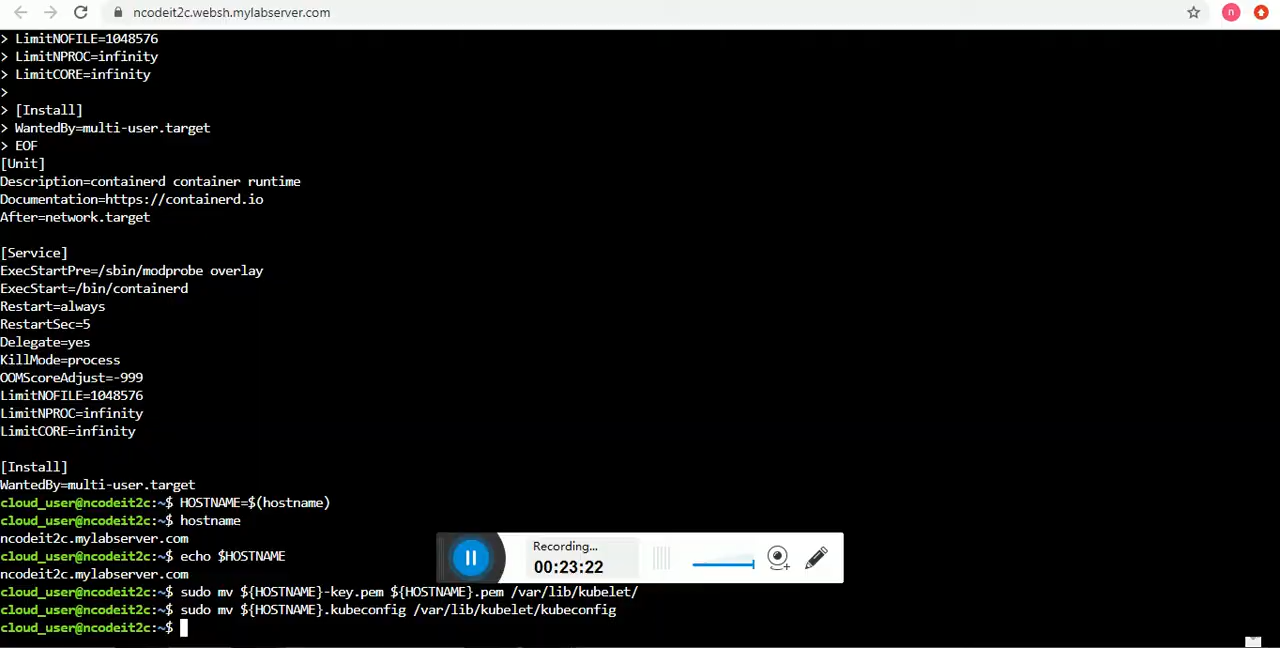 ncodeit2c.websh.mylabserver.com
n
> LimitNOFILE=1048576
> LimitNPROC=infinity
> LimitCORE=infinity
>
> [Install]
> WantedBy=multi-user.target
> EOF
[Unit]
Description=containerd container runtime
Documentation=https://containerd.io
After=network.target
[Service]
ExecStartPre=/sbin/modprobe overlay
ExecStart=/bin/containerd
Restart=always
RestartSec=5
Delegate=yes
KillMode=process
OOMScoreAdjust=-999
LimitNOFILE=1048576
LimitNPROC=infinity
LimitCORE=infinity
[Install]
WantedBy=multi-user.target
cloud_user@ncodeit2c:~$ HOSTNAME=$(hostname)
cloud_user@ncodeit2c:~$ hostname
ncodeit2c.mylabserver.com
cloud_user@ncodeit2c:~$ echo $HOSTNAME
ncodeit2c.mylabserver.com
Recording...
00:23:22
cloud_user@ncodeit2c:~$ sudo mv ${HOSTNAME}-key.pem ${HOSTNAME}.pem /var/lib/kubelet/
cloud_user@ncodeit2c:~$ sudo mv ${HOSTNAME}.kubeconfig /var/lib/kubelet/kubeconfig
cloud_user@ncodeit2c:~$